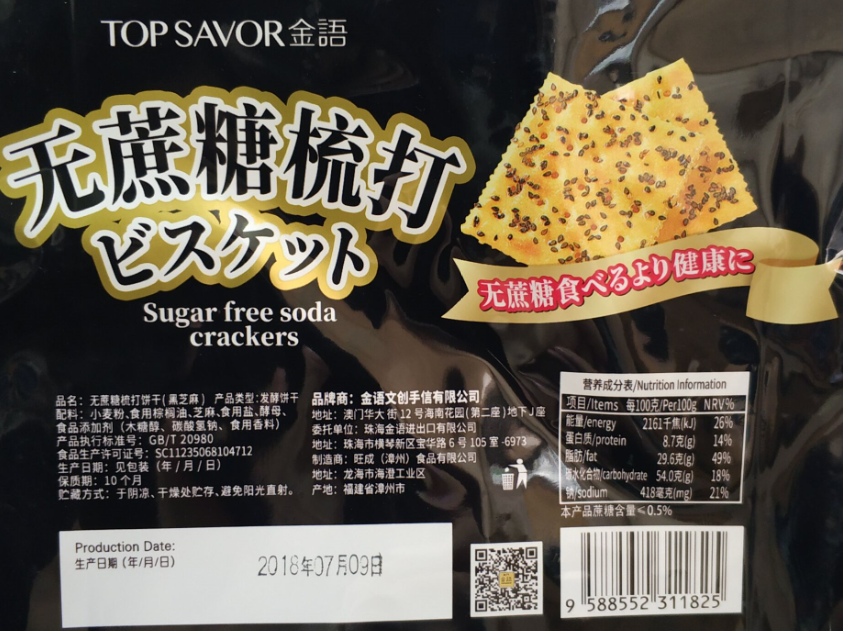 TOP SAVOR 金語
无蔗糖梳打
ビスケット
Sugar free soda
crackers
无蔗糖食べるより健康に
品名：无蔗糖梳打饼干(黑芝麻) 产品类型:发酵饼干
配料：小麦粉、食用棕榈油、芝麻、食用盐、酵母、
食品添加剂（木糖醇、碳酸氢钠、食用香料）
产品执行标准号：GB/T 20980
食品生产许可证号：SC11235068104712
生产日期：见包装（年/月/日）
保质期：10个月
贮藏方式：于阴凉、干燥处贮存、避免阳光直射。
品牌商：金语文创手信有限公司
地址：澳门华大街12号海南花园(第二座)地下J座
委托单位：珠海金语进出口有限公司
地址：珠海市横琴新区宝华路6号105室-6973
制造商：旺成（漳州）食品有限公司
地址：龙海市海澄工业区
产地：福建省漳州市
营养成分表/Nutrition Information
项目/Items 每100克/Per100g NRV%
能量/energy 2161千焦(kJ) 26%
蛋白质/protein 8.7克(g) 14%
脂肪/fat 29.6克(g) 49%
碳水化合物/carbohydrate 54.0克(g) 18%
钠/sodium 418毫克(mg) 21%
本产品蔗糖含量≤0.5%
Production Date:
生产日期（年/月/日）
2018年07月09日
9 588552 311825